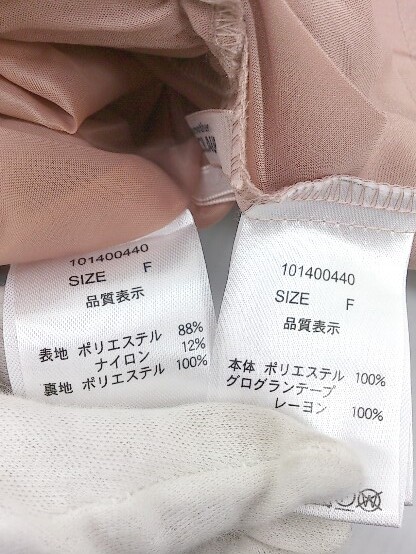 101400440
SIZE F
品質表示
表地 ポリエステル 88%
ナイロン 12%
裏地 ポリエステル 100%
101400440
SIZE F
品質表示
本体 ポリエステル 100%
グログランテープ
レーヨン 100%